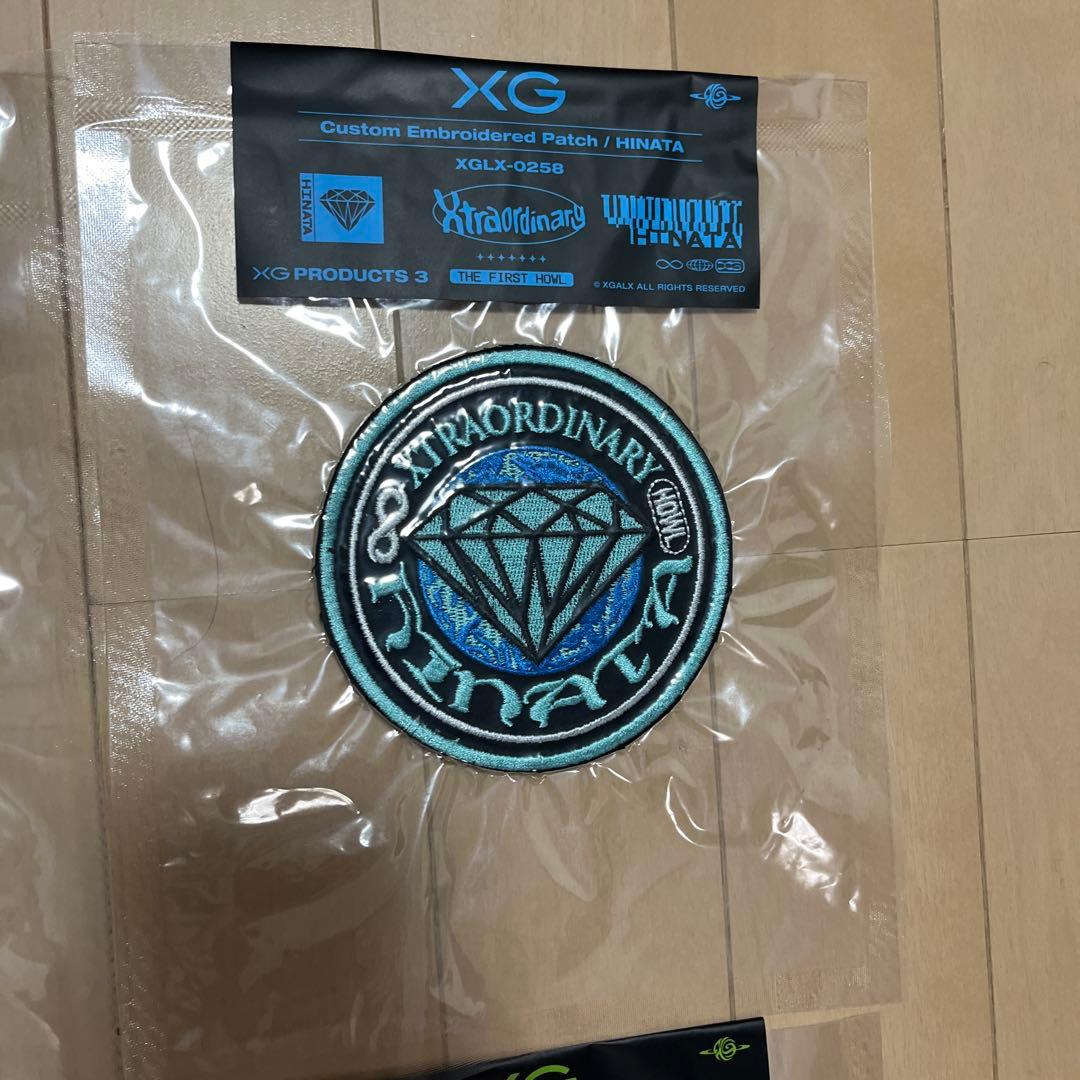 XG
Custom Embroidered Patch / HINATA
XGLX-0258
HINATA
Xtraordinary
HINATA
XG PRODUCTS 3
THE FIRST HOWL
© XGALX ALL RIGHTS RESERVED
XTRAORDINARY
HOWL
HINATA
XG